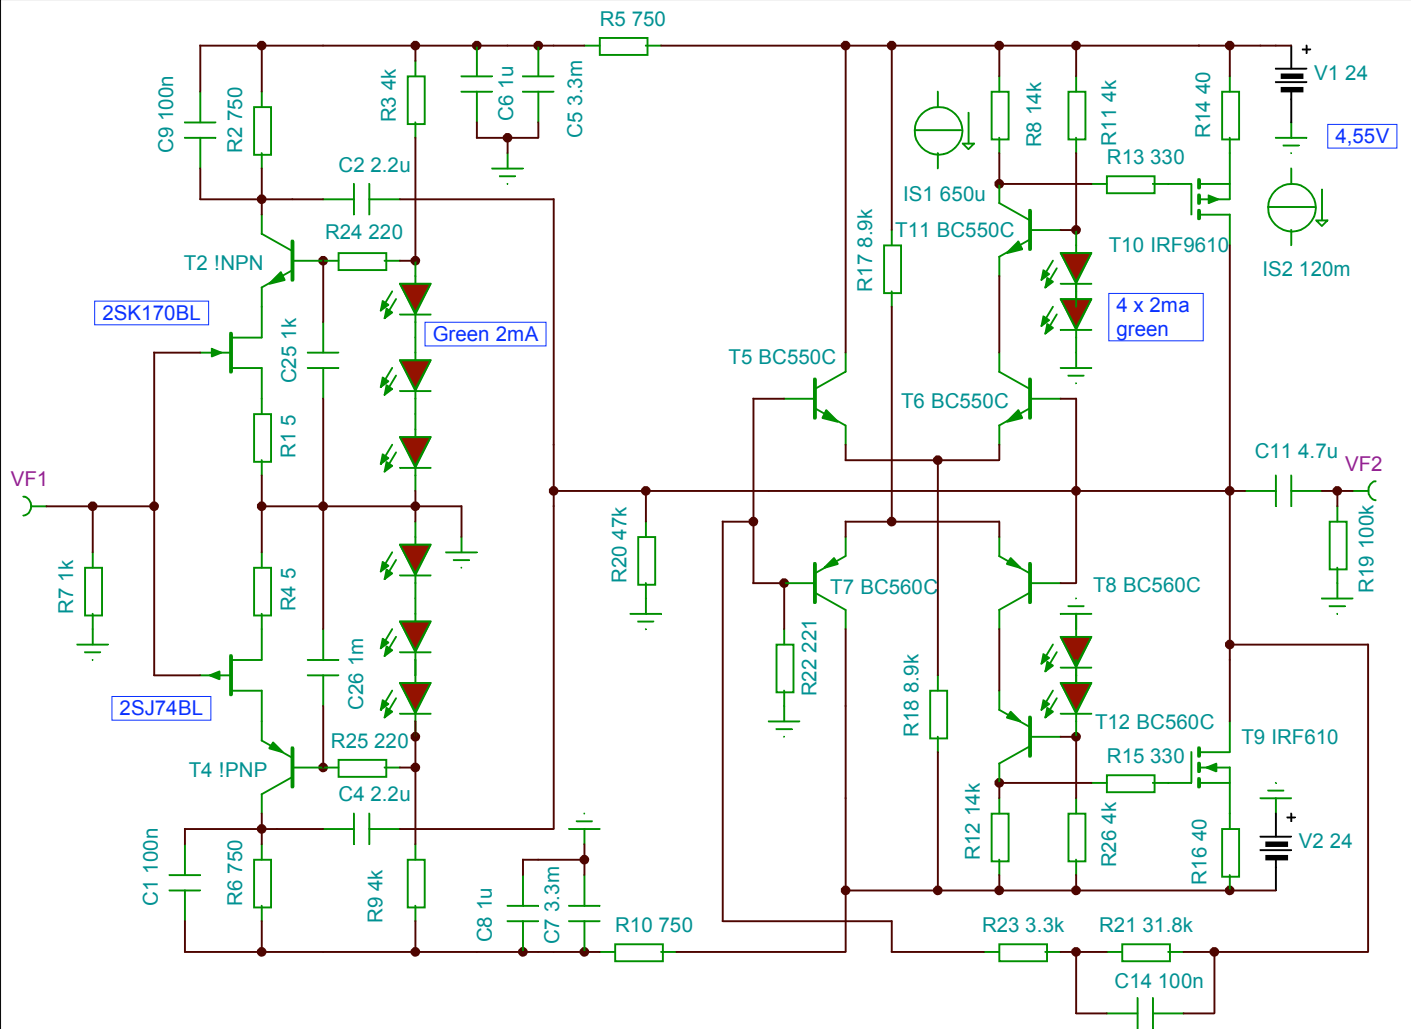 R5 750
C9 100n
R2 750
R3 4k
C6 1u
C5 3.3m
R8 14k
R11 4k
R14 40
V1 24
+
4,55V
C2 2.2u
R13 330
IS1 650u
R24 220
R17 8.9k
T11 BC550C
T10 IRF9610
T2 !NPN
IS2 120m
2SK170BL
4 x 2ma
green
C25 1k
Green 2mA
T5 BC550C
T6 BC550C
R1 5
C11 4.7u
VF1
VF2
R20 47k
R19 100k
R7 1k
R4 5
T7 BC560C
T8 BC560C
R22 221
C26 1m
R18 8.9k
2SJ74BL
T12 BC560C
R25 220
T9 IRF610
R15 330
T4 !PNP
C4 2.2u
R12 14k
R26 4k
R16 40
+
V2 24
C1 100n
R6 750
R9 4k
C8 1u
C7 3.3m
R10 750
R23 3.3k
R21 31.8k
C14 100n